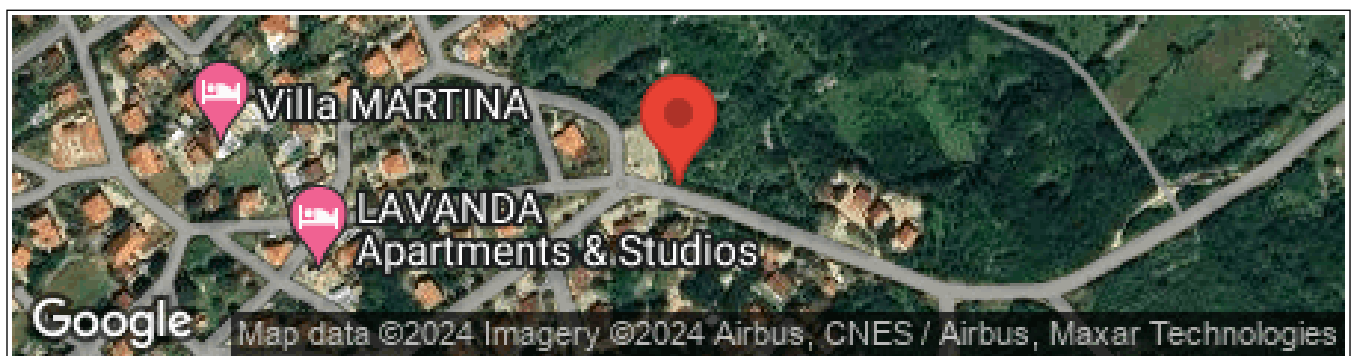 Villa MARTINA
LAVANDA
Apartments & Studios
Google
Map data ©2024 Imagery ©2024 Airbus, CNES / Airbus, Maxar Technologies